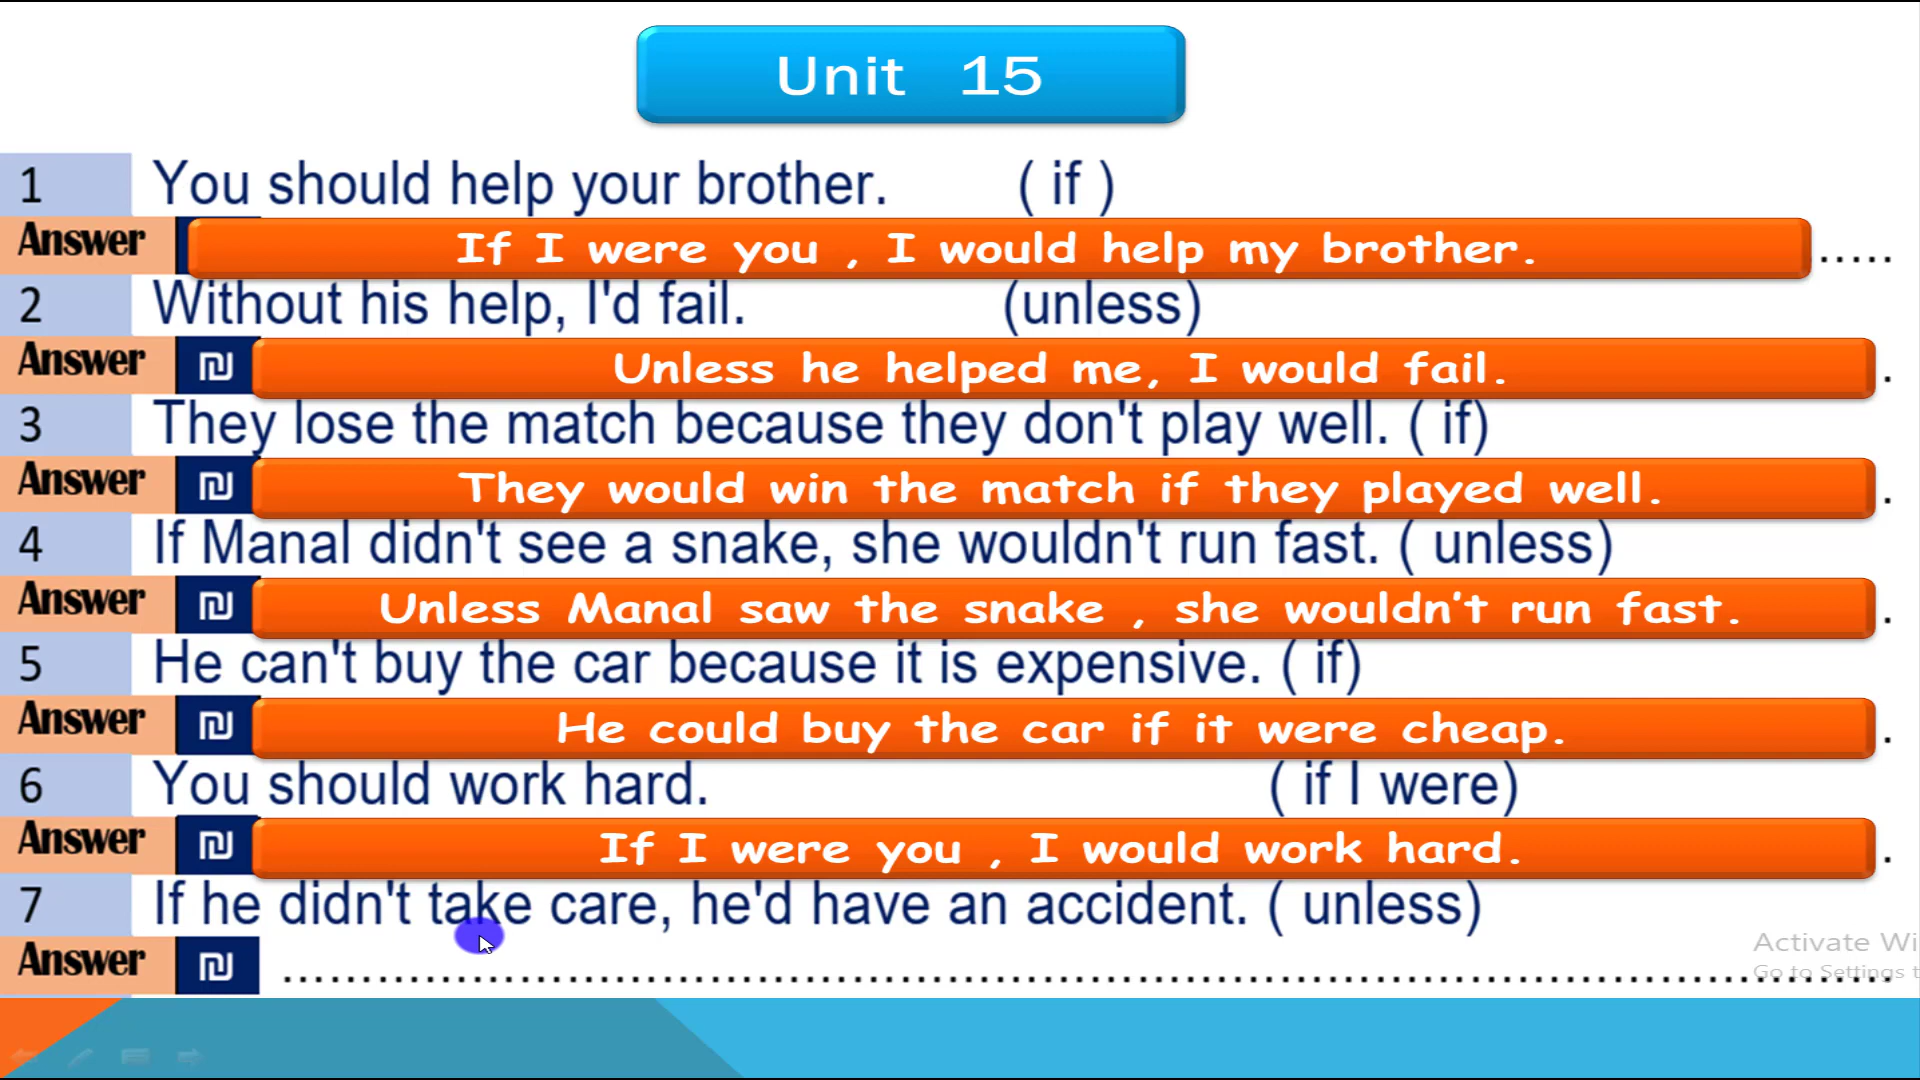 Unit 15
1 You should help your brother. ( if )
Answer If I were you , I would help my brother. .....
2 Without his help, I'd fail. (unless)
Answer ₪ Unless he helped me, I would fail. .
3 They lose the match because they don't play well. ( if)
Answer ₪ They would win the match if they played well. .
4 If Manal didn't see a snake, she wouldn't run fast. ( unless)
Answer ₪ Unless Manal saw the snake , she wouldn't run fast. .
5 He can't buy the car because it is expensive. ( if)
Answer ₪ He could buy the car if it were cheap. .
6 You should work hard. ( if I were)
Answer ₪ If I were you , I would work hard. .
7 If he didn't take care, he'd have an accident. ( unless)
Activate Wi
Answer ₪ ....................................................................................................
Go to Settings t